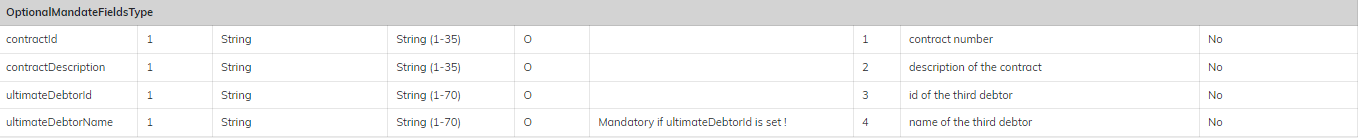 OptionalMandateFieldsType
contractId 1 String String (1-35) O 1 contract number No
contractDescription 1 String String (1-35) O 2 description of the contract No
ultimateDebtorId 1 String String (1-70) O 3 id of the third debtor No
ultimateDebtorName 1 String String (1-70) O Mandatory if ultimateDebtorId is set ! 4 name of the third debtor No